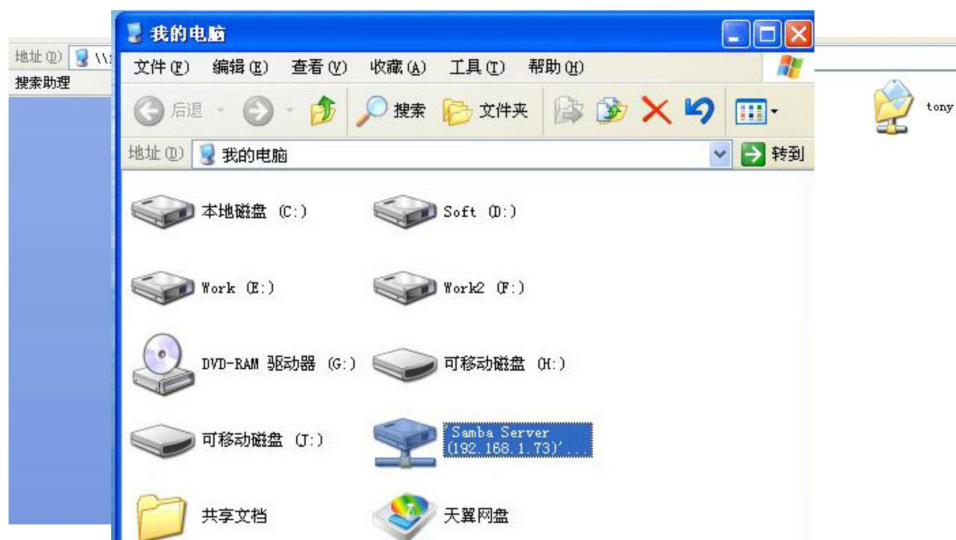 我的电脑
地址(D) \\
搜索助理
文件(F) 编辑(E) 查看(V) 收藏(A) 工具(T) 帮助(H)
后退 搜索 文件夹
地址(D) 我的电脑 转到
tony
本地磁盘 (C:) Soft (D:)
Work (E:) Work2 (F:)
DVD-RAM 驱动器 (G:) 可移动磁盘 (H:)
可移动磁盘 (J:) 'Samba Server
(192.168.1.73)'...
共享文档 天翼网盘